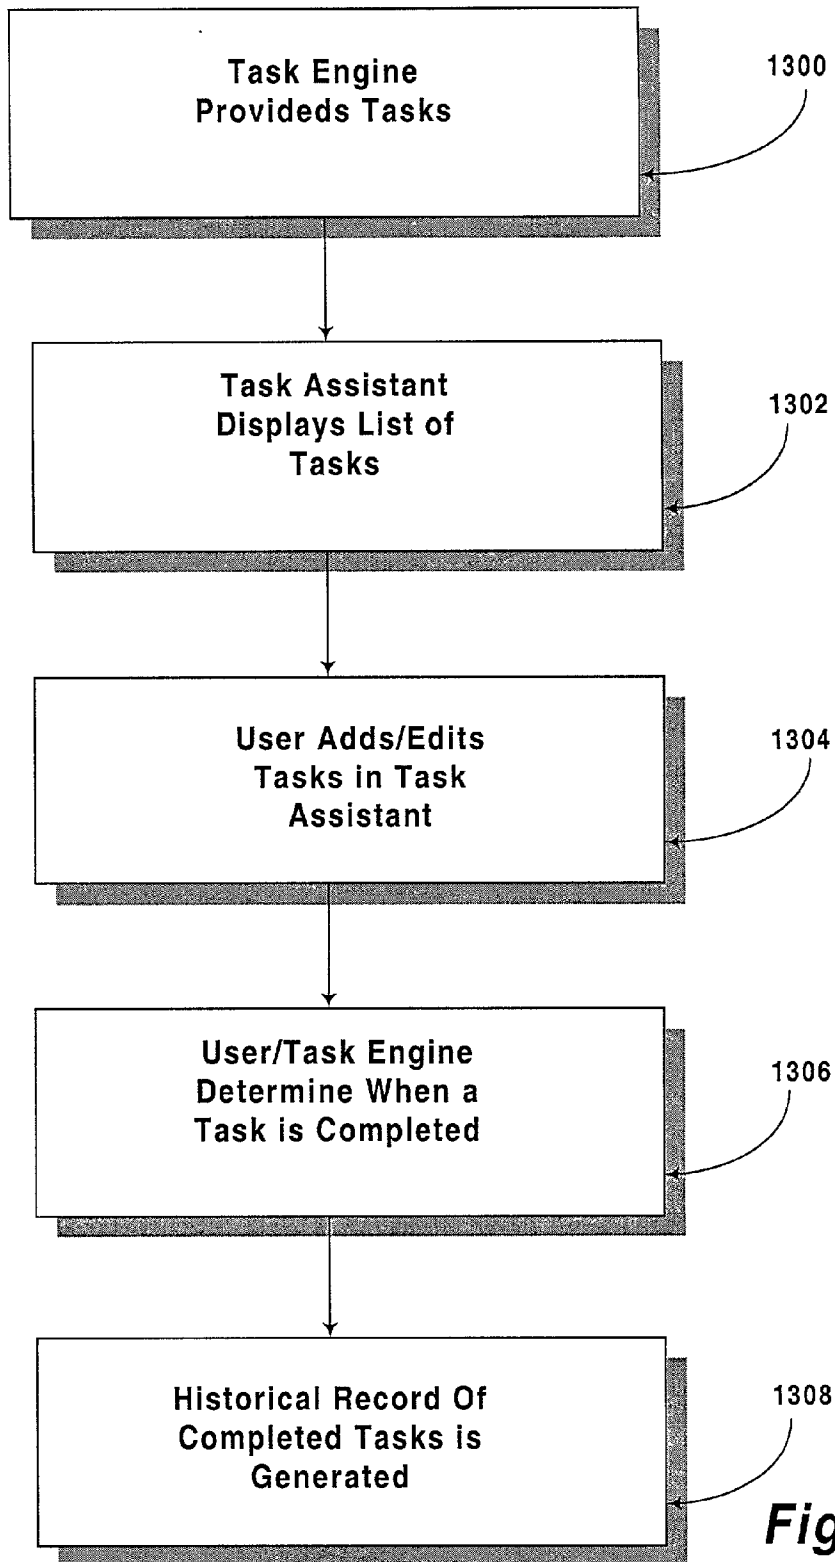 Task Engine
Provideds Tasks
1300
Task Assistant
Displays List of
Tasks
1302
User Adds/Edits
Tasks in Task
Assistant
1304
User/Task Engine
Determine When a
Task is Completed
1306
Historical Record Of
Completed Tasks is
Generated
1308
Fig